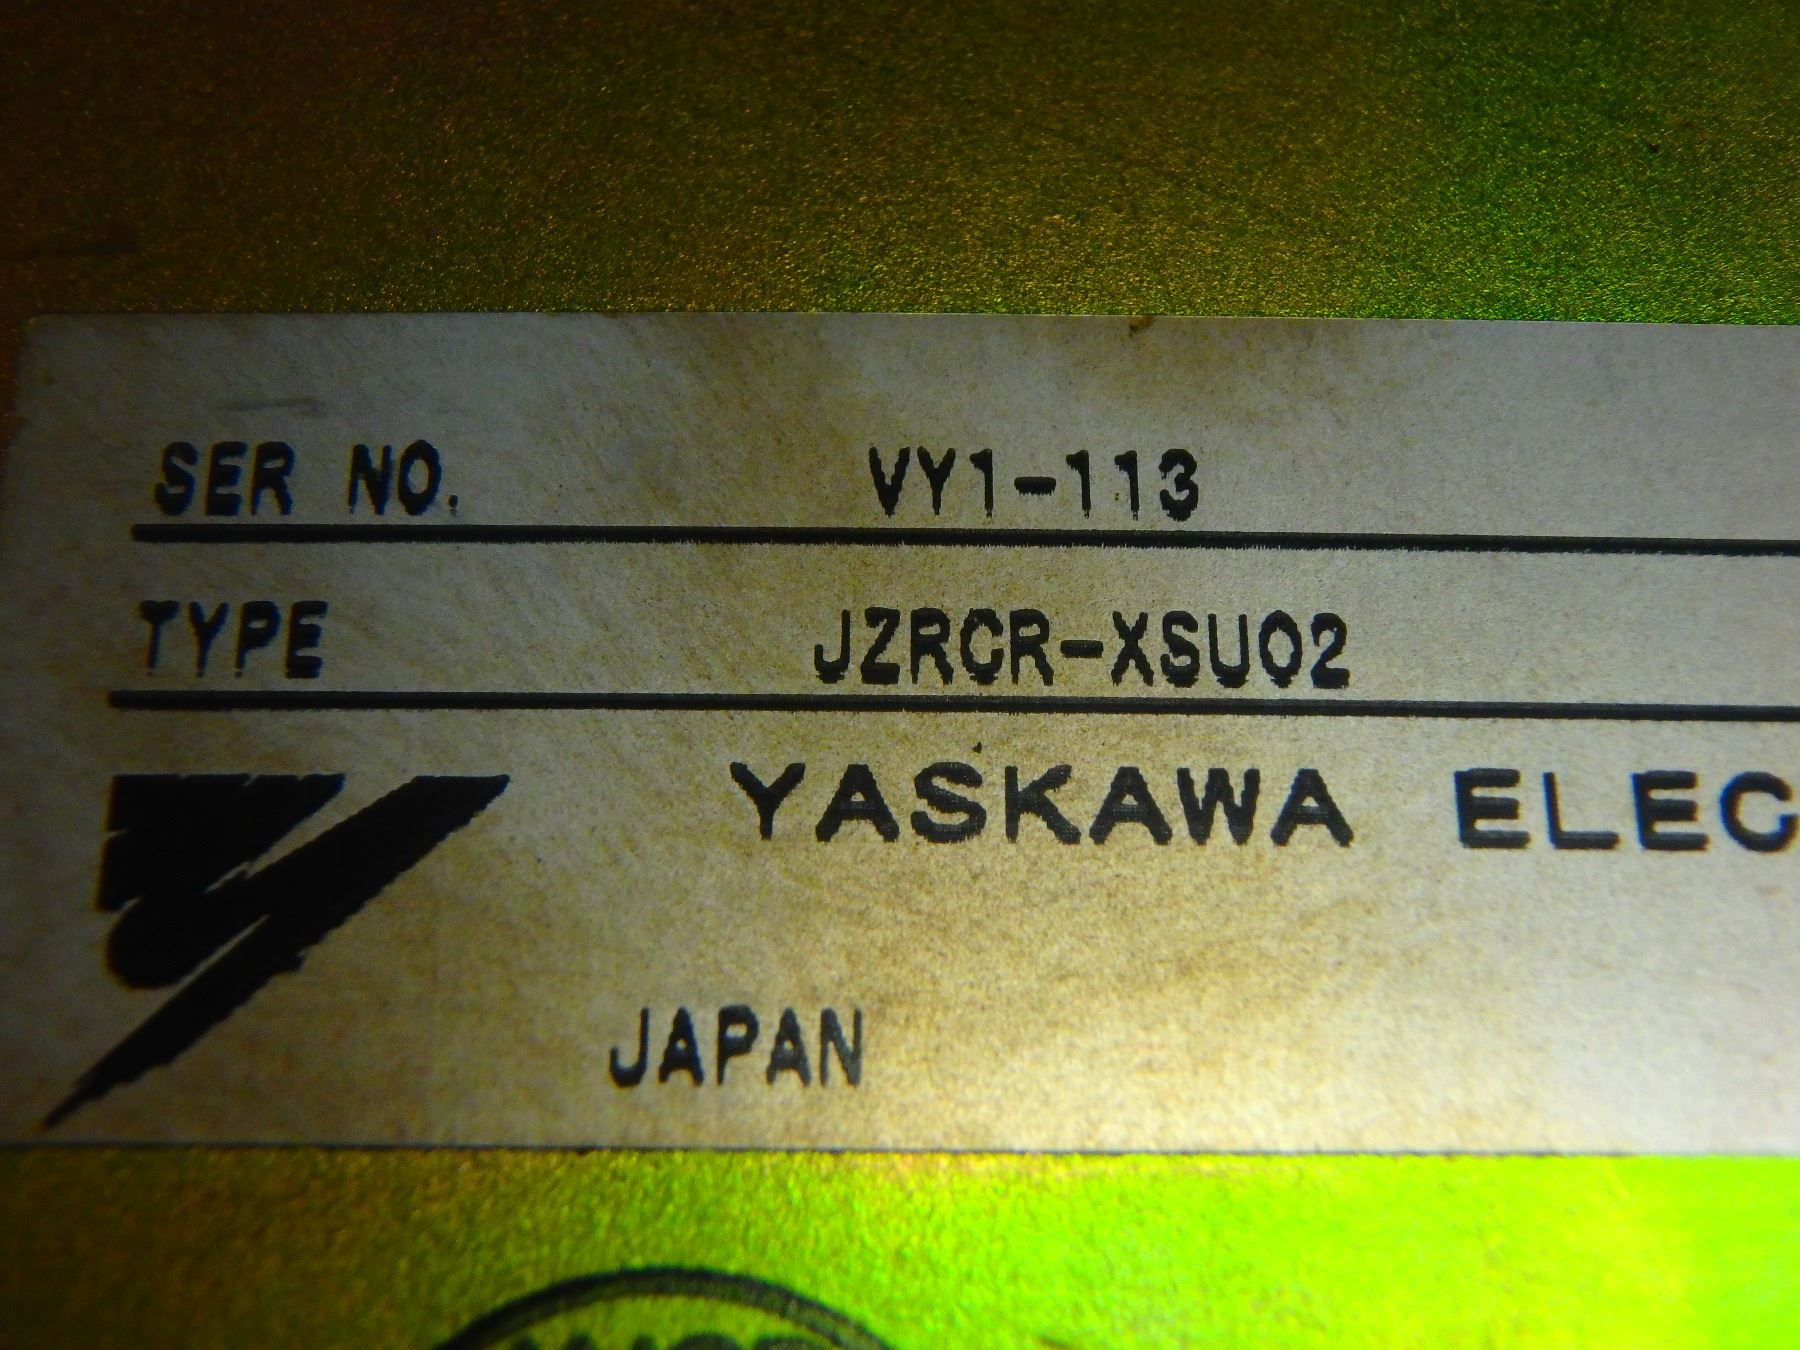 SER NO. VY1-113
TYPE JZRCR-XSU02
YASKAWA ELEC
JAPAN